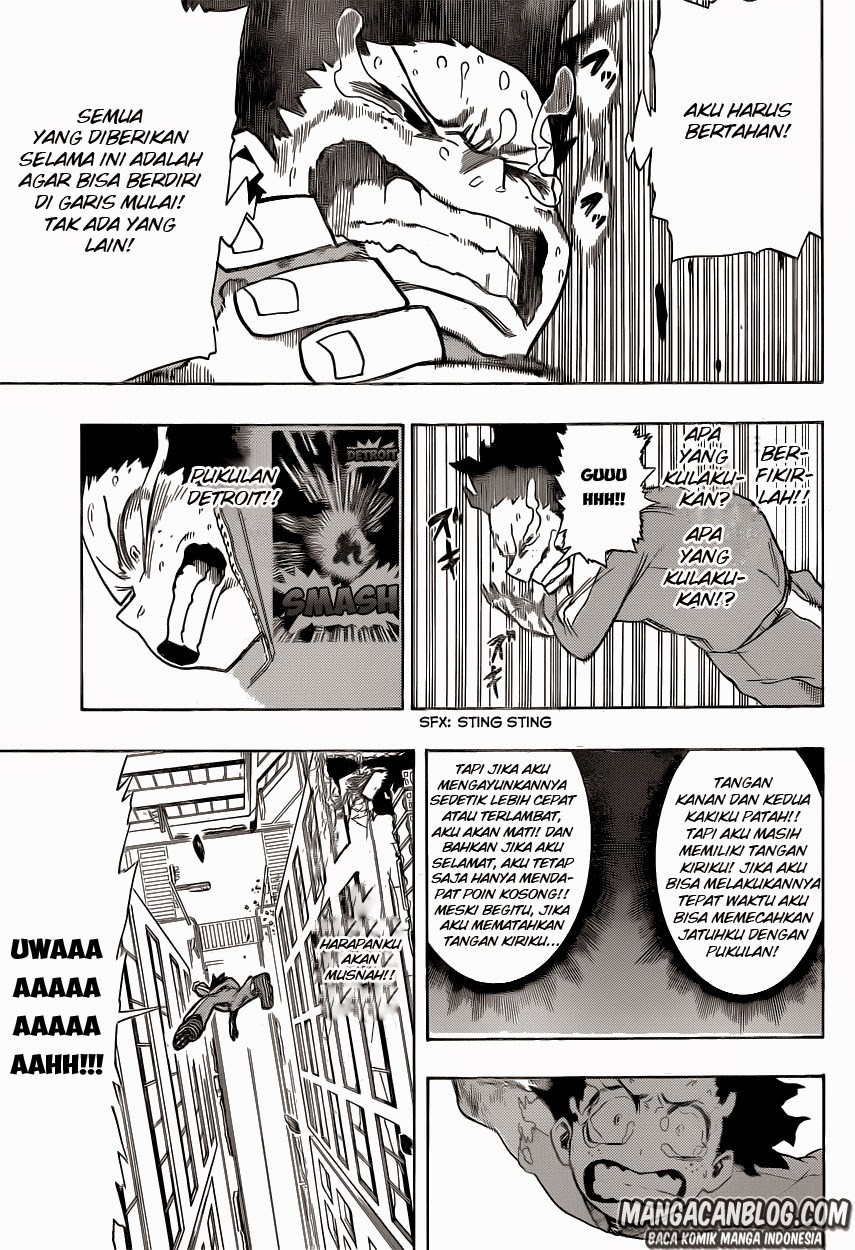 AKU HARUS
BERTAHAN!
SEMUA
YANG DIBERIKAN
SELAMA INI ADALAH
AGAR BISA BERDIRI
DI GARIS MULAI!
TAK ADA YANG
LAIN!
BER-
FIKIR-
LAH!!
APA
YANG
KULAKU-
KAN?
APA
YANG
KULAKU-
KAN!?
GUUU
HHH!!
SFX: STING STING
PUKULAN
DETROIT!!
DETROIT
SMASH
TANGAN
KANAN DAN KEDUA
KAKIKU PATAH!!
TAPI AKU MASIH
MEMILIKI TANGAN
KIRIKU! JIKA AKU
BISA MELAKUKANNYA
TEPAT WAKTU AKU
BISA MEMECAHKAN
JATUHKU DENGAN
PUKULAN!
TAPI JIKA AKU
MENGAYUNKANNYA
SEDETIK LEBIH CEPAT
ATAU TERLAMBAT,
AKU AKAN MATI! DAN
BAHKAN JIKA AKU
SELAMAT, AKU TETAP
SAJA HANYA MENDA-
PAT POIN KOSONG!!
MESKI BEGITU, JIKA
AKU MEMATAHKAN
TANGAN KIRIKU...
HARAPANKU
AKAN
MUSNAH!!
UWAAA
AAAAA
AAAAA
AAHH!!!
MANGACANBLOG.COM
BACA KOMIK MANGA INDONESIA